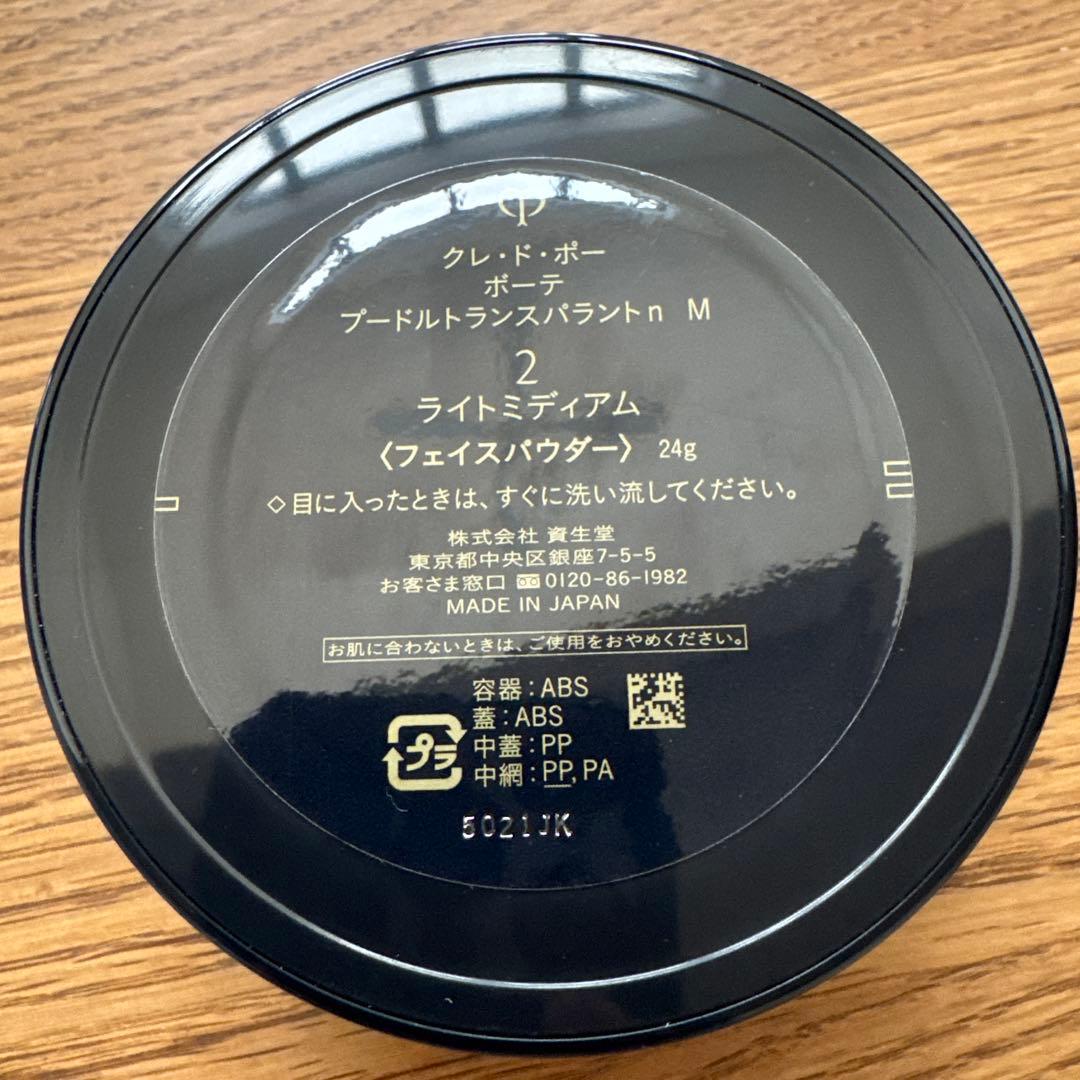 クレ・ド・ポー
ボーテ
プードルトランスパラントn M
2
ライトミディアム
〈フェイスパウダー〉 24g
◇目に入ったときは、すぐに洗い流してください。
株式会社 資生堂
東京都中央区銀座7-5-5
お客さま窓口 0120-86-1982
MADE IN JAPAN
お肌に合わないときは、ご使用をおやめください。
容器:ABS
蓋:ABS
中蓋:PP
中網:PP,PA
プラ
5021JK